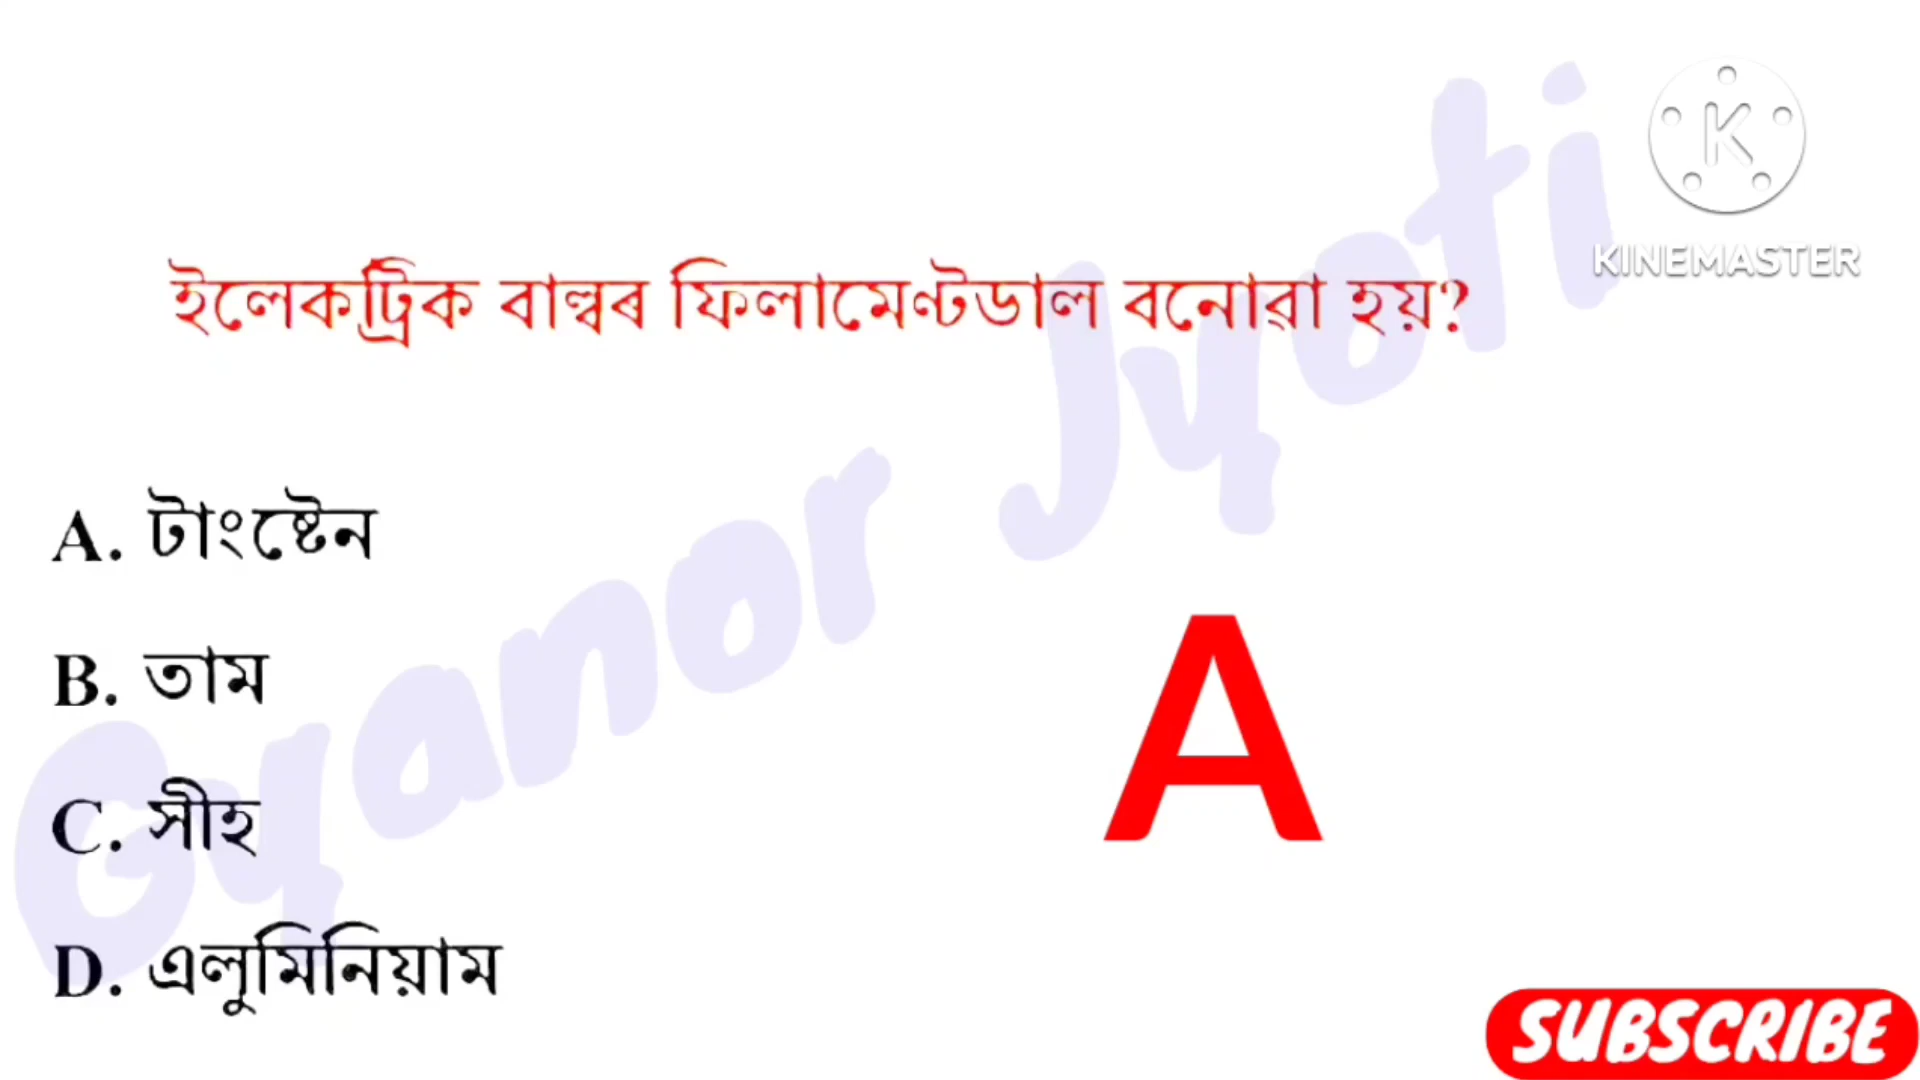 ইলেকট্ৰিক বাল্বৰ ফিলামেণ্টডাল বনোৱা হয়?
A. টাংষ্টেন
B. তাম
C. সীহ
D. এলুমিনিয়াম
A
Gyanor Jyoti
K
KINEMASTER
SUBSCRIBE